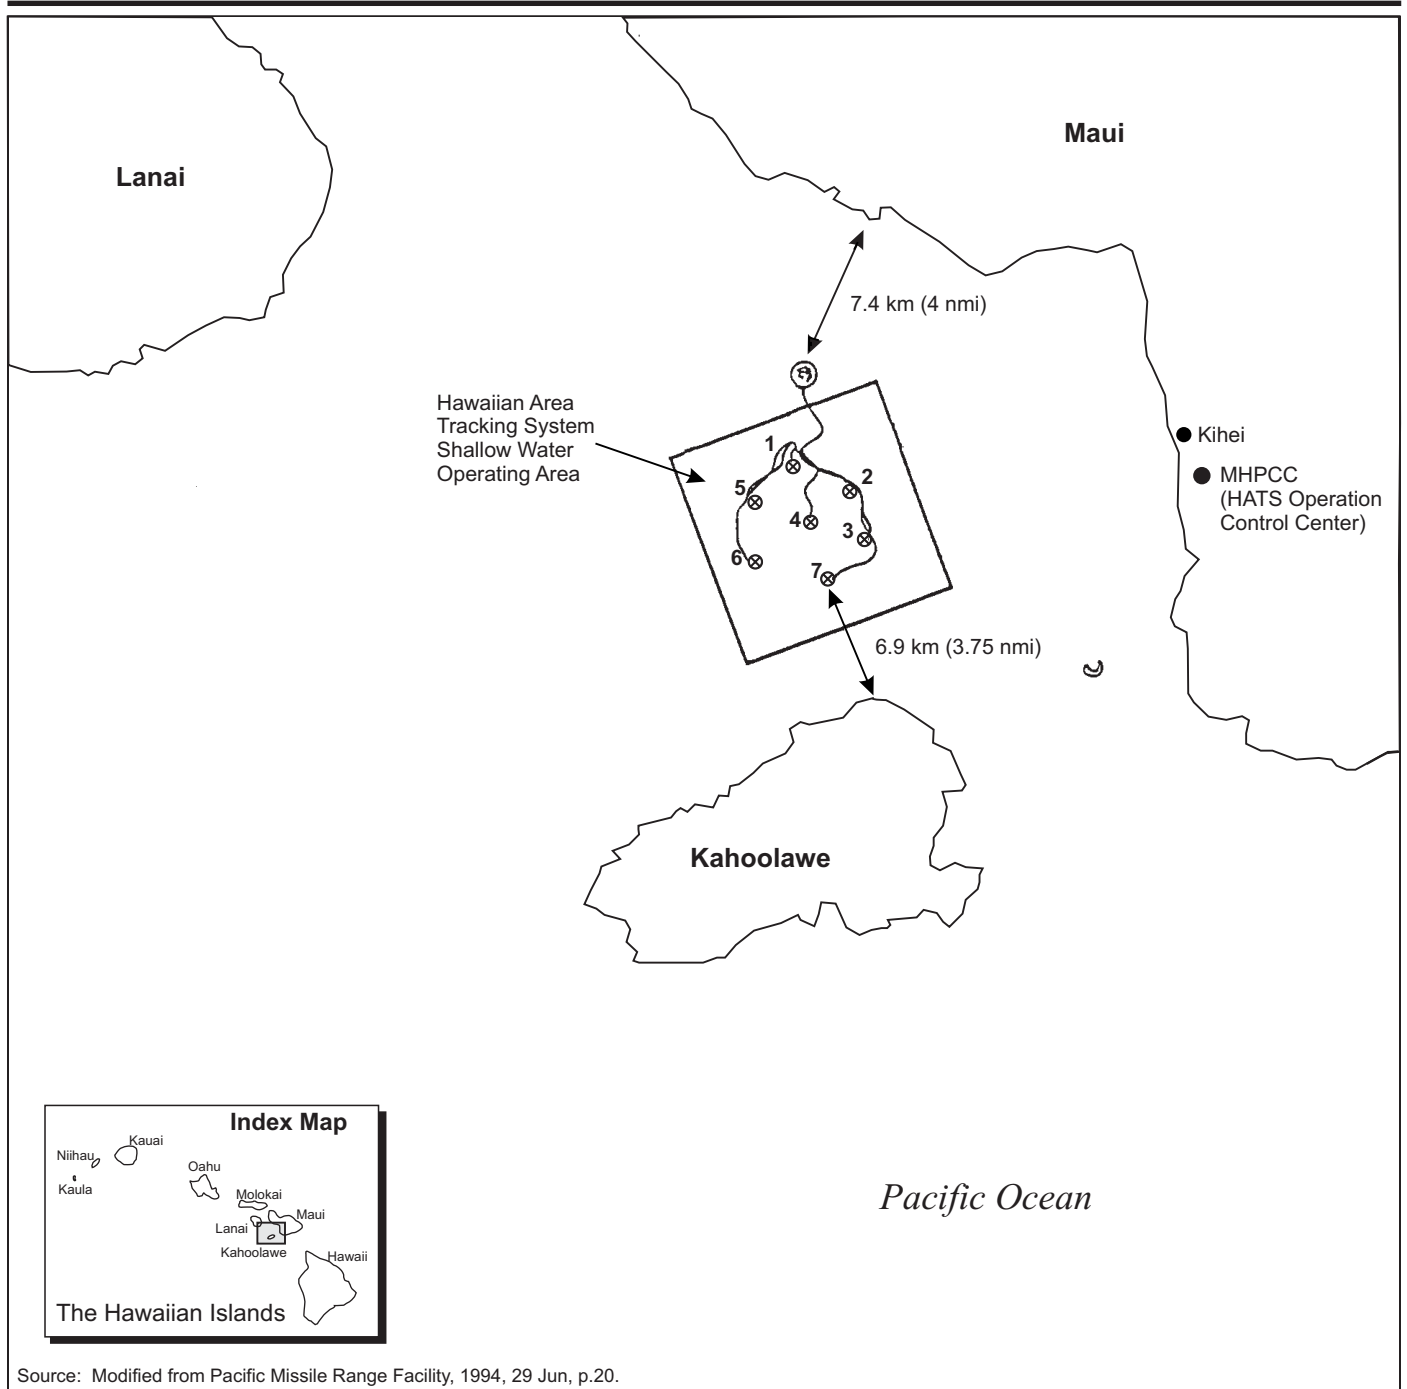 Maui
Lanai
7.4 km (4 nmi)
Hawaiian Area
Tracking System
Shallow Water
Operating Area
1
2
5
4
3
6
7
Kihei
MHPCC
(HATS Operation
Control Center)
6.9 km (3.75 nmi)
Kahoolawe
Index Map
Kauai
Niihau
Kaula
Oahu
Molokai
Maui
Lanai
Kahoolawe
Hawaii
The Hawaiian Islands
Pacific Ocean
Source: Modified from Pacific Missile Range Facility, 1994, 29 Jun, p.20.